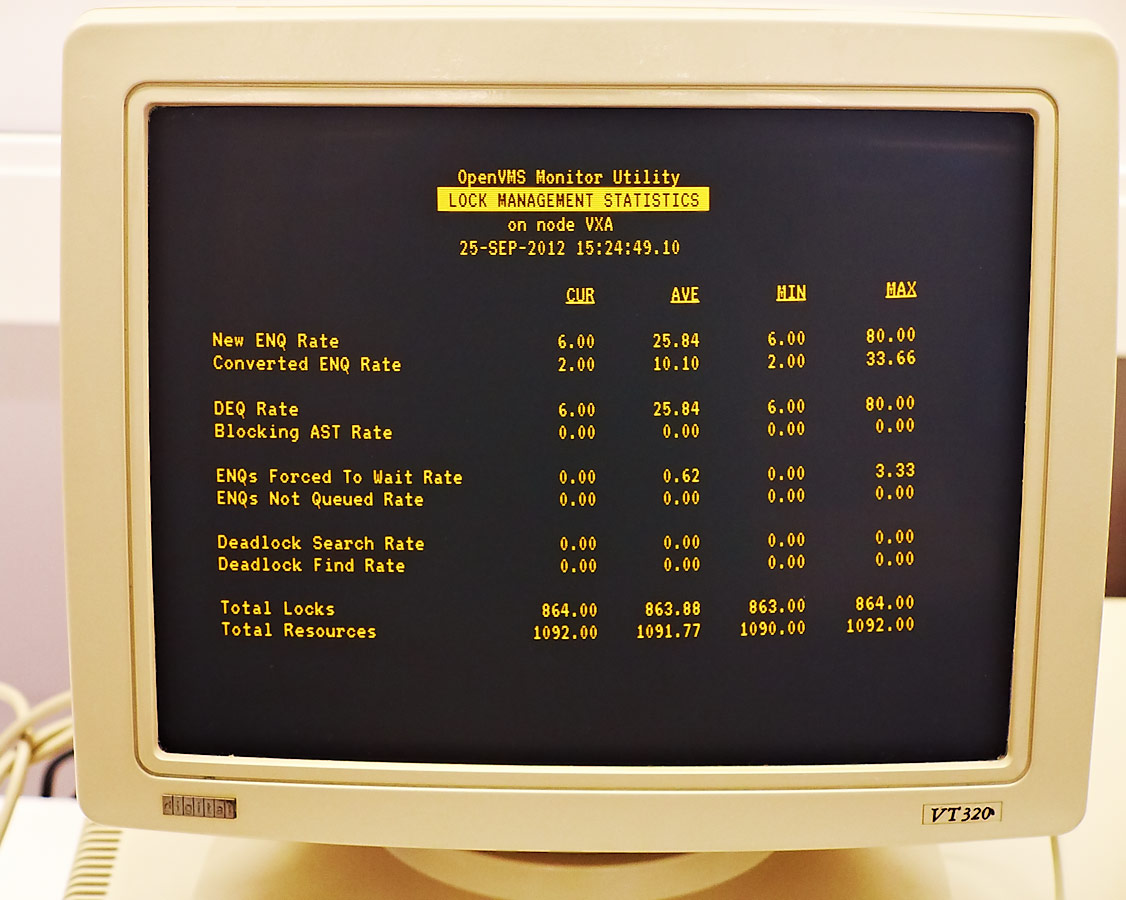 OpenVMS Monitor Utility
LOCK MANAGEMENT STATISTICS
on node VXA
25-SEP-2012 15:24:49.10
CUR AVE MIN MAX
New ENQ Rate 6.00 25.84 6.00 80.00
Converted ENQ Rate 2.00 10.10 2.00 33.66
DEQ Rate 6.00 25.84 6.00 80.00
Blocking AST Rate 0.00 0.00 0.00 0.00
ENQs Forced To Wait Rate 0.00 0.62 0.00 3.33
ENQs Not Queued Rate 0.00 0.00 0.00 0.00
Deadlock Search Rate 0.00 0.00 0.00 0.00
Deadlock Find Rate 0.00 0.00 0.00 0.00
Total Locks 864.00 863.88 863.00 864.00
Total Resources 1092.00 1091.77 1090.00 1092.00
digital
VT320